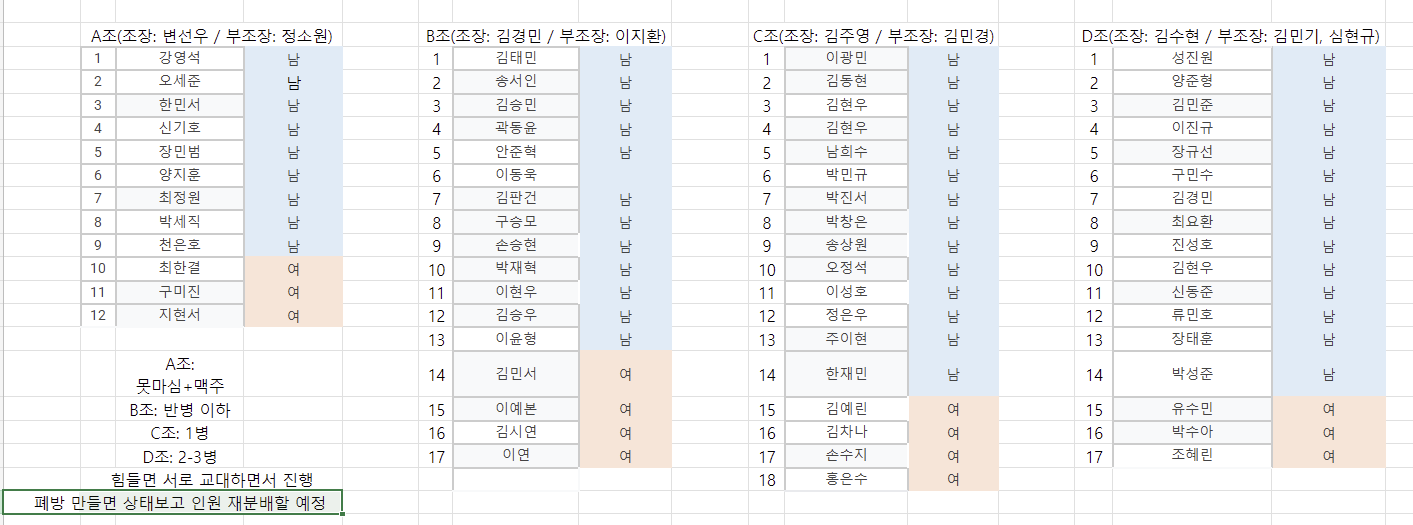 A조(조장: 변선우 / 부조장: 정소원)
1 강영석 남
2 오세준 남
3 한민서 남
4 신기호 남
5 장민범 남
6 양지훈 남
7 최정원 남
8 박세직 남
9 천은호 남
10 최한결 여
11 구미진 여
12 지현서 여
A조:
못마심+맥주
B조: 반병 이하
C조: 1병
D조: 2-3병
힘들면 서로 교대하면서 진행
폐방 만들면 상태보고 인원 재분배할 예정
B조(조장: 김경민 / 부조장: 이지환)
1 김태민 남
2 송서인 남
3 김승민 남
4 곽동윤 남
5 안준혁 남
6 이동욱
7 김판건 남
8 구승모 남
9 손승현 남
10 박재혁 남
11 이현우 남
12 김승우 남
13 이윤형 남
14 김민서 여
15 이예본 여
16 김시연 여
17 이연 여
C조(조장: 김주영 / 부조장: 김민경)
1 이광민 남
2 김동현 남
3 김현우 남
4 김현우 남
5 남희수 남
6 박민규 남
7 박진서 남
8 박창은 남
9 송상원 남
10 오정석 남
11 이성호 남
12 정은우 남
13 주이현 남
14 한재민 남
15 김예린 여
16 김차나 여
17 손수지 여
18 홍은수 여
D조(조장: 김수현 / 부조장: 김민기, 심현규)
1 성진원 남
2 양준형 남
3 김민준 남
4 이진규 남
5 장규선 남
6 구민수 남
7 김경민 남
8 최요환 남
9 진성호 남
10 김현우 남
11 신동준 남
12 류민호 남
13 장태훈 남
14 박성준 남
15 유수민 여
16 박수아 여
17 조혜린 여